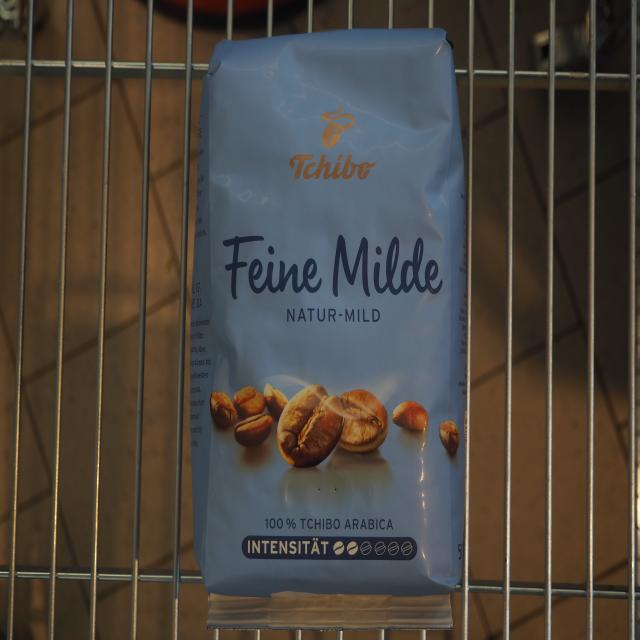 Tchibo
Feine Milde
NATUR-MILD
100 % TCHIBO ARABICA
INTENSITÄT